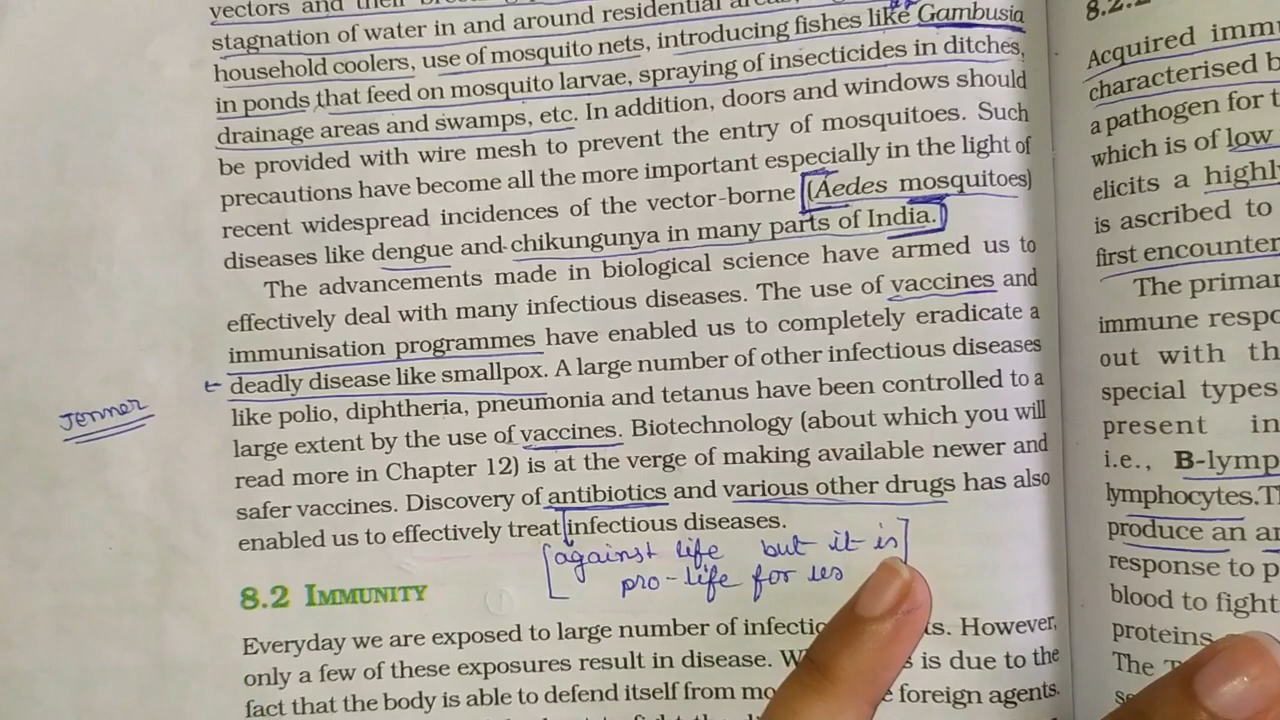 vectors and their
stagnation of water in and around residential areas,
household coolers, use of mosquito nets, introducing fishes like Gambusia
in ponds that feed on mosquito larvae, spraying of insecticides in ditches,
drainage areas and swamps, etc. In addition, doors and windows should
be provided with wire mesh to prevent the entry of mosquitoes. Such
precautions have become all the more important especially in the light of
recent widespread incidences of the vector-borne (Aedes mosquitoes)
diseases like dengue and chikungunya in many parts of India.
The advancements made in biological science have armed us to
effectively deal with many infectious diseases. The use of vaccines and
immunisation programmes have enabled us to completely eradicate a
deadly disease like smallpox. A large number of other infectious diseases
like polio, diphtheria, pneumonia and tetanus have been controlled to a
large extent by the use of vaccines. Biotechnology (about which you will
read more in Chapter 12) is at the verge of making available newer and
safer vaccines. Discovery of antibiotics and various other drugs has also
enabled us to effectively treat infectious diseases.
Jenner
[against life but it is]
pro-life for us
8.2 IMMUNITY
Everyday we are exposed to large number of However,
only a few of these exposures result in disease. is due to the
fact that the body is able to defend itself from foreign agents.
8.2.
Acquired
characterised
a pathogen for
which is of low
elicits a
is ascribed to
first encounter
The
immune
out with
special types
present in
i.e., B-
lymphocytes.
produce an
response to
blood to fight
proteins
The